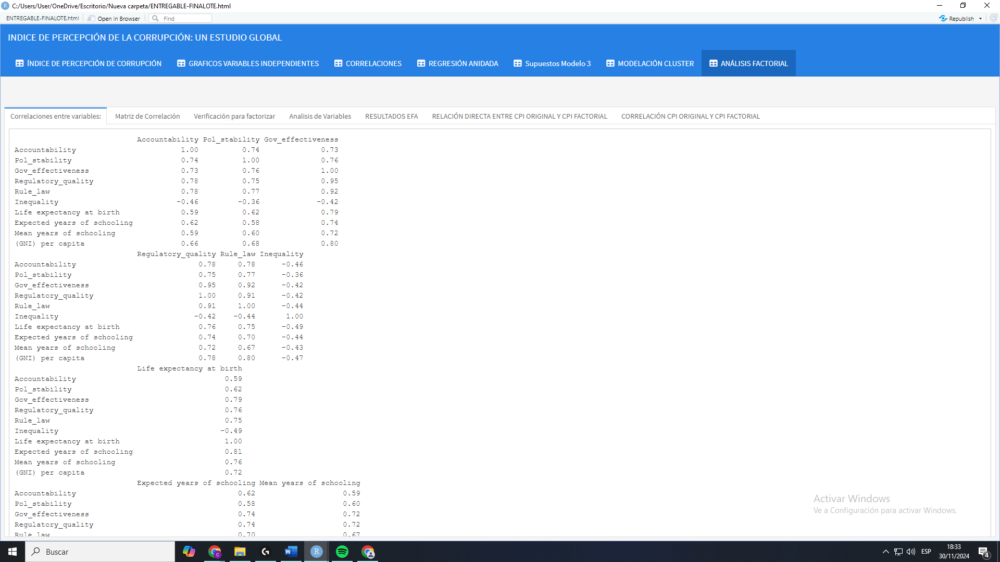 C:/Users/User/OneDrive/Escritorio/Nueva carpeta/ENTREGABLE-FINALOTE.html
ENTREGABLE-FINALOTE.html Open in Browser Find Republish
INDICE DE PERCEPCIÓN DE LA CORRUPCIÓN: UN ESTUDIO GLOBAL
ÍNDICE DE PERCEPCIÓN DE CORRUPCIÓN GRAFICOS VARIABLES INDEPENDIENTES CORRELACIONES REGRESIÓN ANIDADA Supuestos Modelo 3 MODELACIÓN CLUSTER ANÁLISIS FACTORIAL
Correlaciones entre variables: Matriz de Correlación Verificación para factorizar Analisis de Variables RESULTADOS EFA RELACIÓN DIRECTA ENTRE CPI ORIGINAL Y CPI FACTORIAL CORRELACIÓN CPI ORIGINAL Y CPI FACTORIAL
Accountability Pol_stability Gov_effectiveness
Accountability 1.00 0.74 0.73
Pol_stability 0.74 1.00 0.76
Gov_effectiveness 0.73 0.76 1.00
Regulatory_quality 0.78 0.75 0.95
Rule_law 0.78 0.77 0.92
Inequality -0.46 -0.36 -0.42
Life expectancy at birth 0.59 0.62 0.79
Expected years of schooling 0.62 0.58 0.74
Mean years of schooling 0.59 0.60 0.72
(GNI) per capita 0.66 0.68 0.80
Regulatory_quality Rule_law Inequality
Accountability 0.78 0.78 -0.46
Pol_stability 0.75 0.77 -0.36
Gov_effectiveness 0.95 0.92 -0.42
Regulatory_quality 1.00 0.91 -0.42
Rule_law 0.91 1.00 -0.44
Inequality -0.42 -0.44 1.00
Life expectancy at birth 0.76 0.75 -0.49
Expected years of schooling 0.74 0.70 -0.44
Mean years of schooling 0.72 0.67 -0.43
(GNI) per capita 0.78 0.80 -0.47
Life expectancy at birth
Accountability 0.59
Pol_stability 0.62
Gov_effectiveness 0.79
Regulatory_quality 0.76
Rule_law 0.75
Inequality -0.49
Life expectancy at birth 1.00
Expected years of schooling 0.81
Mean years of schooling 0.76
(GNI) per capita 0.72
Expected years of schooling Mean years of schooling
Accountability 0.62 0.59
Pol_stability 0.58 0.60
Gov_effectiveness 0.74 0.72
Regulatory_quality 0.74 0.72
Rule_law 0.70 0.67
Activar Windows
Ve a Configuración para activar Windows.
Buscar
ESP
18:33
30/11/2024
4